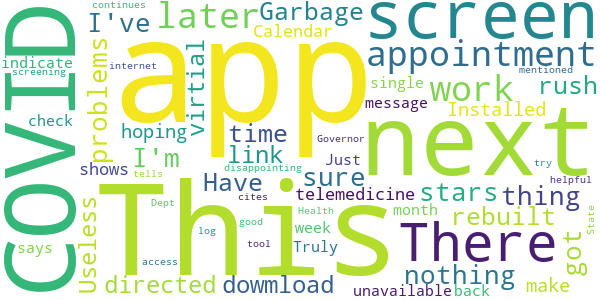 COVID
app
This
next
screen
There
later
I've
Garbage
Calendar
appointment
work
rush
single
message
Installed
problems
virtial
hoping
time
link
I'm
shows
Have
sure
telemedicine
stars
thing
rebuilt
month
week
Truly
Just
Useless
directed
download
nothing
got
make
unavailable
back
says
check
indicate
screening
continues
internet
mentioned
Governor
disappointing
tells
cites
Dept
Health
good
log
tool
access
try
helpful
State